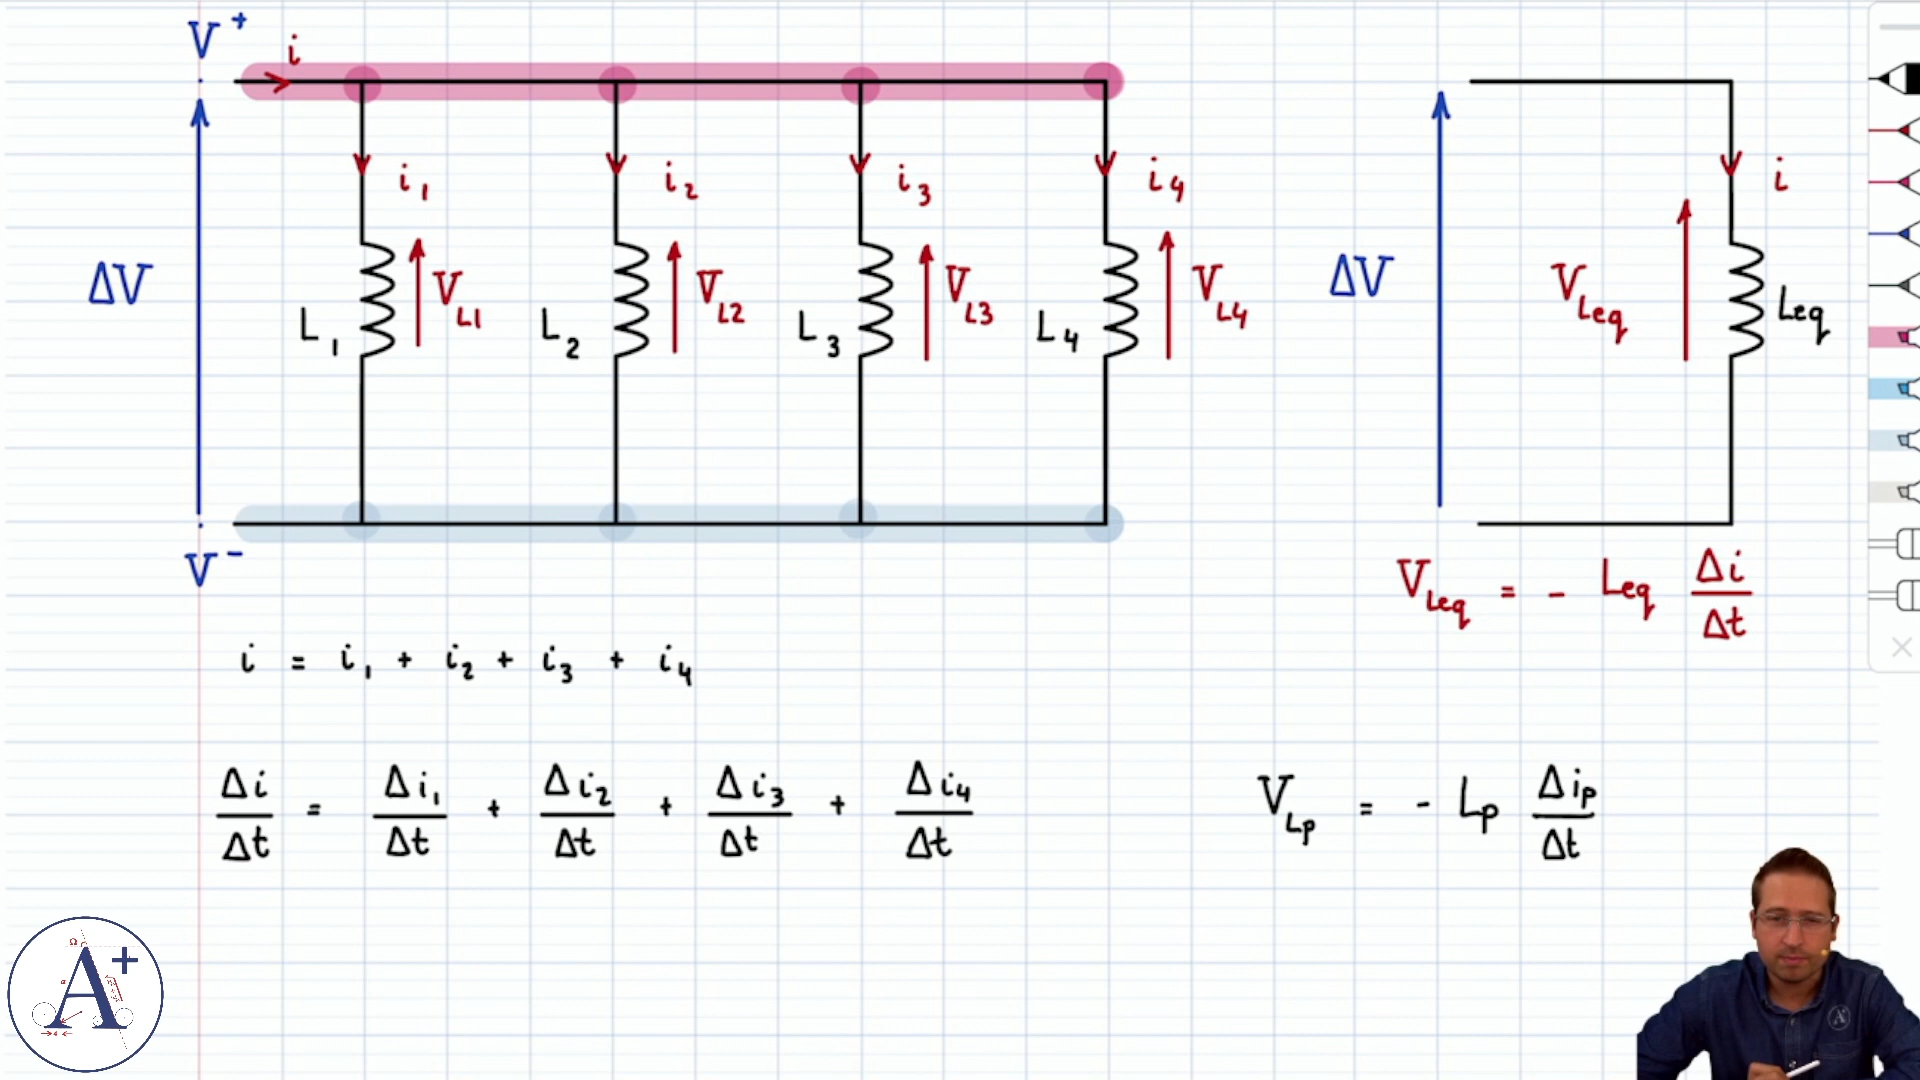 V⁺
i
i₁ i₂ i₃ i₄ i
ΔV V_L1 V_L2 V_L3 V_L4 ΔV V_Leq
L₁ L₂ L₃ L₄ Leq
V⁻
V_Leq = - Leq Δi/Δt
i = i₁ + i₂ + i₃ + i₄
Δi/Δt = Δi₁/Δt + Δi₂/Δt + Δi₃/Δt + Δi₄/Δt
V_Lp = - Lp Δip/Δt
A+
A+